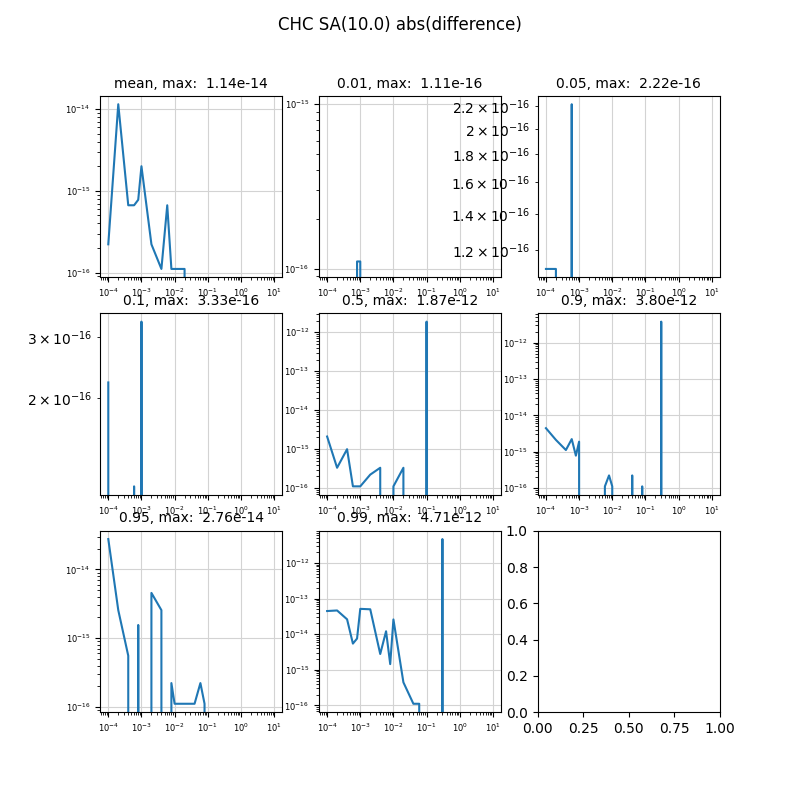 CHC SA(10.0) abs(difference)
mean, max: 1.14e-14
0.01, max: 1.11e-16
0.05, max: 2.22e-16
10⁻¹⁴
10⁻¹⁵
10⁻¹⁶
10⁻⁴ 10⁻³ 10⁻² 10⁻¹ 10⁰ 10¹
10⁻¹⁵
10⁻¹⁶
10⁻⁴ 10⁻³ 10⁻² 10⁻¹ 10⁰ 10¹
2.2 × 10⁻¹⁶
2 × 10⁻¹⁶
1.8 × 10⁻¹⁶
1.6 × 10⁻¹⁶
1.4 × 10⁻¹⁶
1.2 × 10⁻¹⁶
10⁻⁴ 10⁻³ 10⁻² 10⁻¹ 10⁰ 10¹
0.1, max: 3.33e-16
0.5, max: 1.87e-12
0.9, max: 3.80e-12
3 × 10⁻¹⁶
2 × 10⁻¹⁶
10⁻⁴ 10⁻³ 10⁻² 10⁻¹ 10⁰ 10¹
10⁻¹²
10⁻¹³
10⁻¹⁴
10⁻¹⁵
10⁻¹⁶
10⁻⁴ 10⁻³ 10⁻² 10⁻¹ 10⁰ 10¹
10⁻¹²
10⁻¹³
10⁻¹⁴
10⁻¹⁵
10⁻¹⁶
10⁻⁴ 10⁻³ 10⁻² 10⁻¹ 10⁰ 10¹
0.95, max: 2.76e-14
0.99, max: 4.71e-12
10⁻¹⁴
10⁻¹⁵
10⁻¹⁶
10⁻⁴ 10⁻³ 10⁻² 10⁻¹ 10⁰ 10¹
10⁻¹²
10⁻¹³
10⁻¹⁴
10⁻¹⁵
10⁻¹⁶
10⁻⁴ 10⁻³ 10⁻² 10⁻¹ 10⁰ 10¹
1.0
0.8
0.6
0.4
0.2
0.0
0.00 0.25 0.50 0.75 1.00